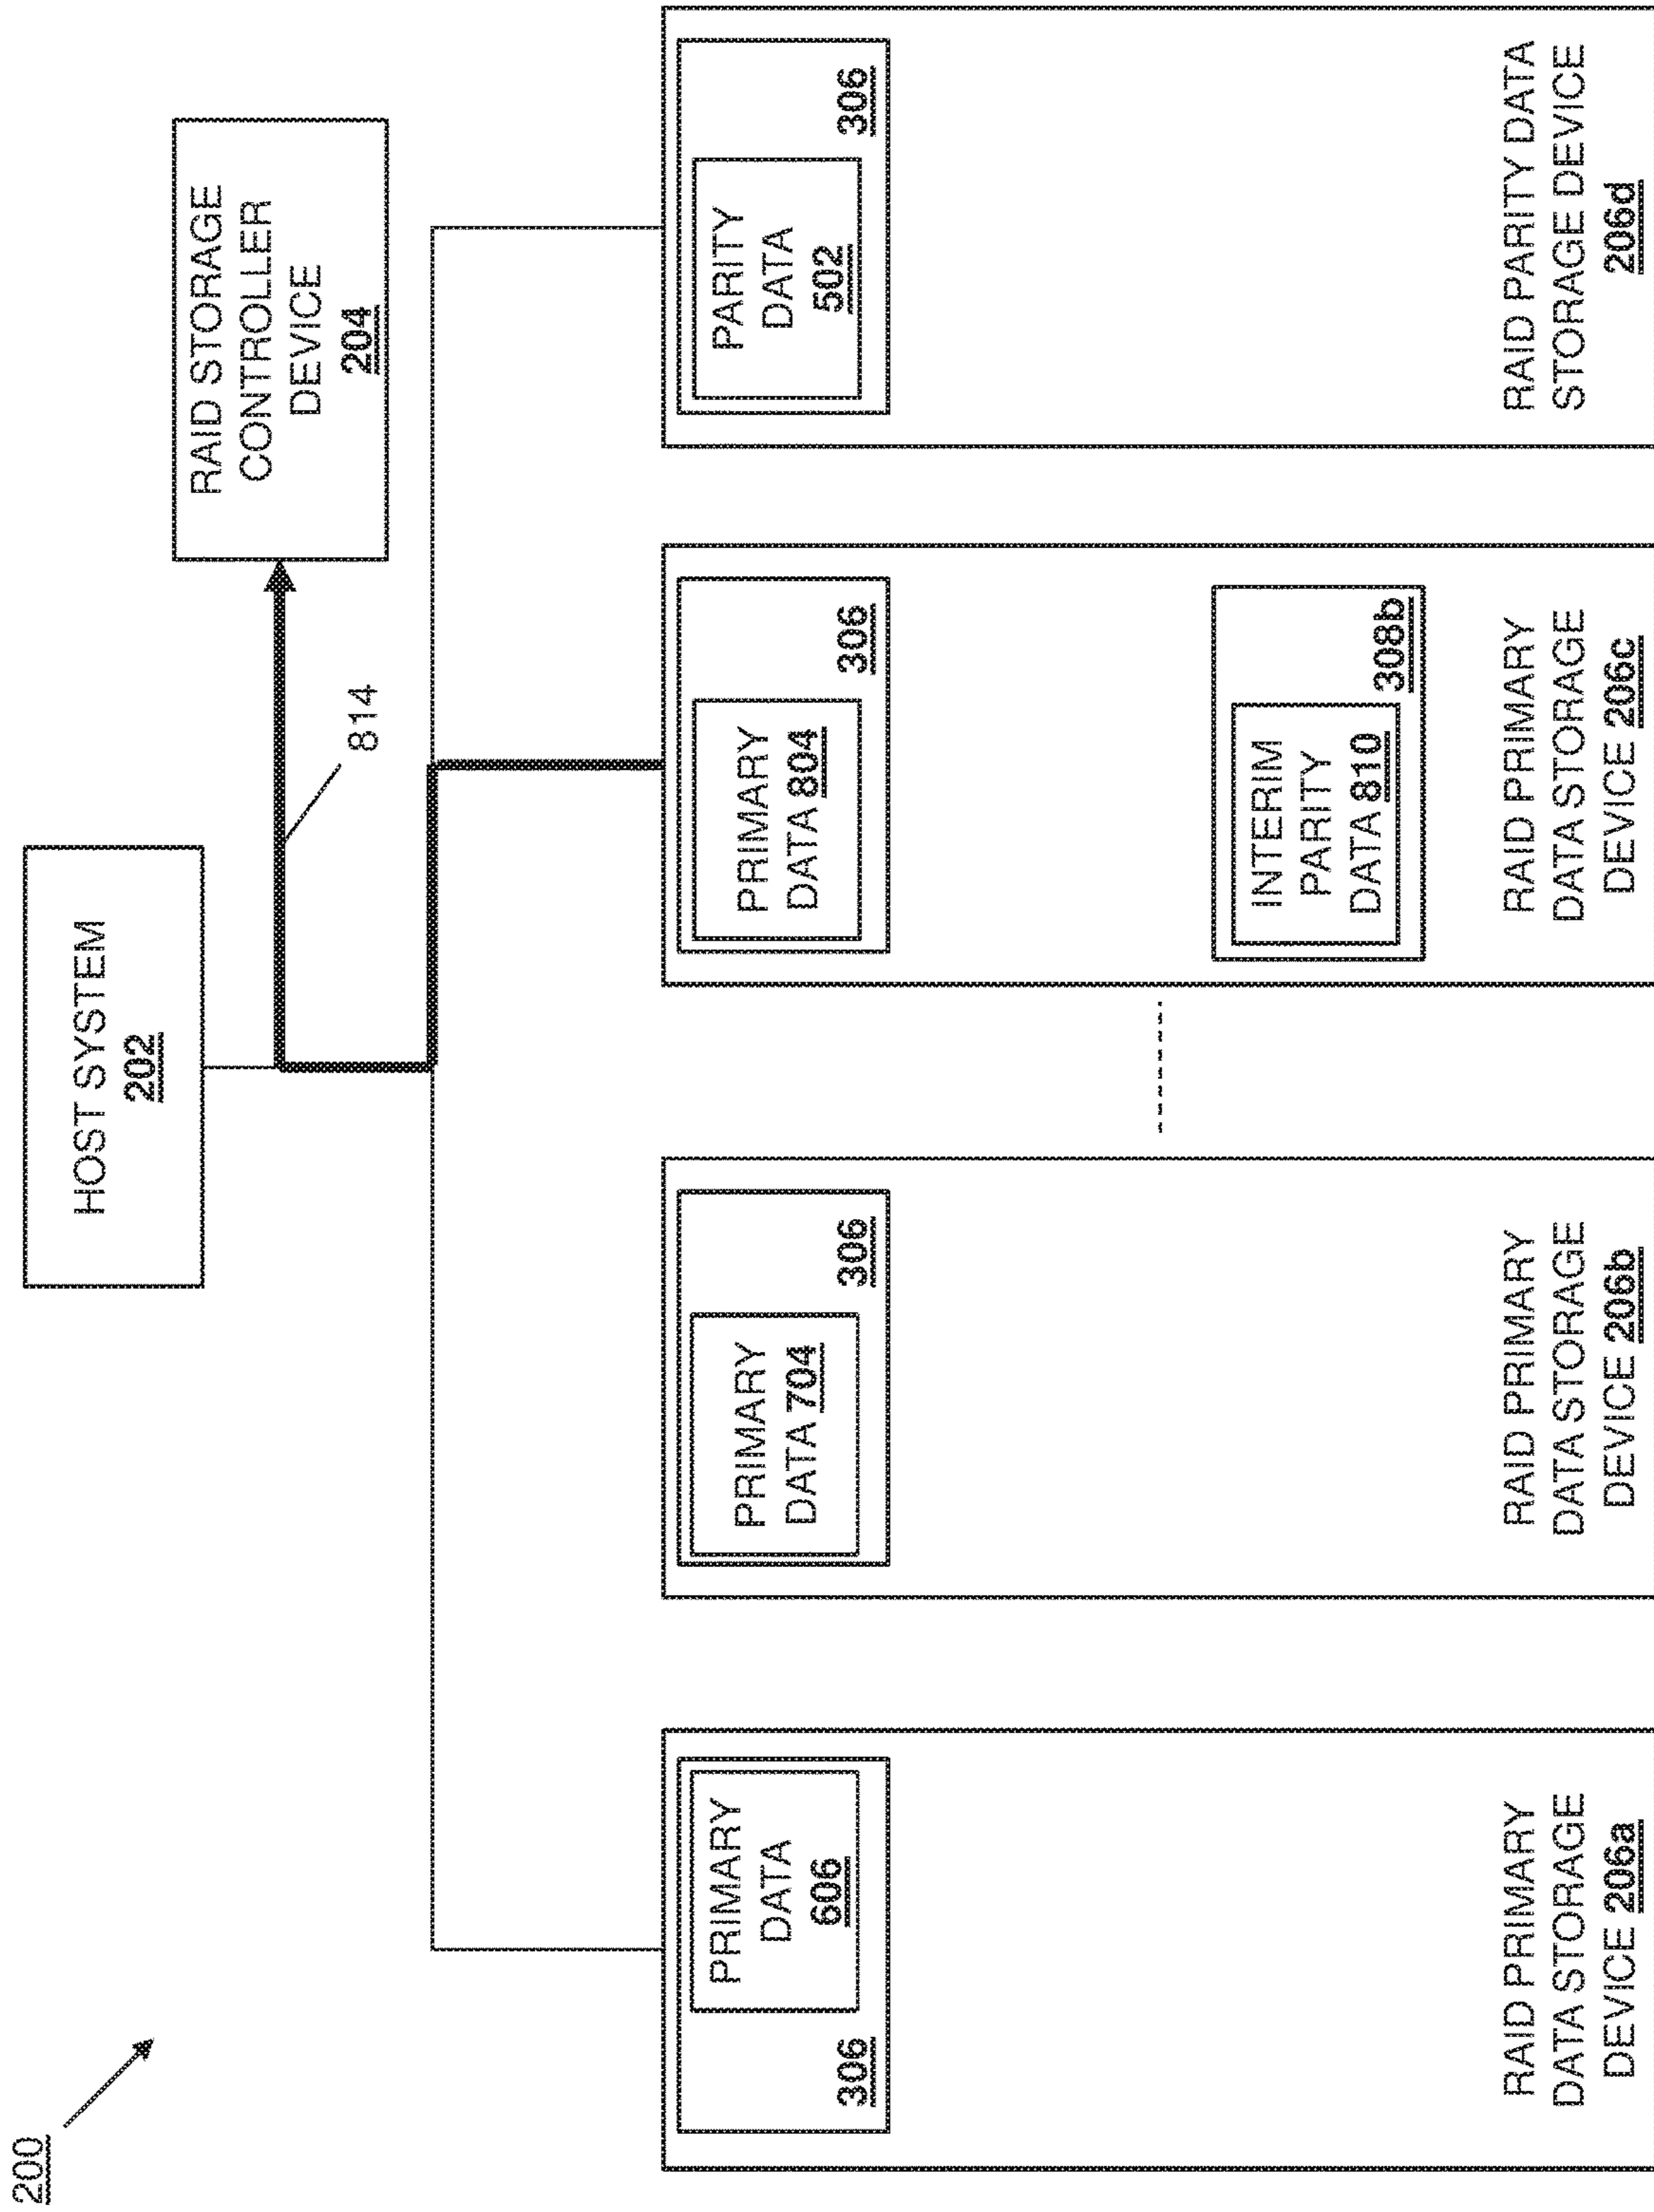 200
HOST SYSTEM
202
RAID STORAGE
CONTROLLER
DEVICE
204
814
PRIMARY
DATA
606
306
PRIMARY
DATA 704
306
PRIMARY
DATA 804
306
PARITY
DATA
502
306
INTERIM
PARITY
DATA 810
308b
RAID PRIMARY
DATA STORAGE
DEVICE 206a
RAID PRIMARY
DATA STORAGE
DEVICE 206b
RAID PRIMARY
DATA STORAGE
DEVICE 206c
RAID PARITY DATA
STORAGE DEVICE
206d